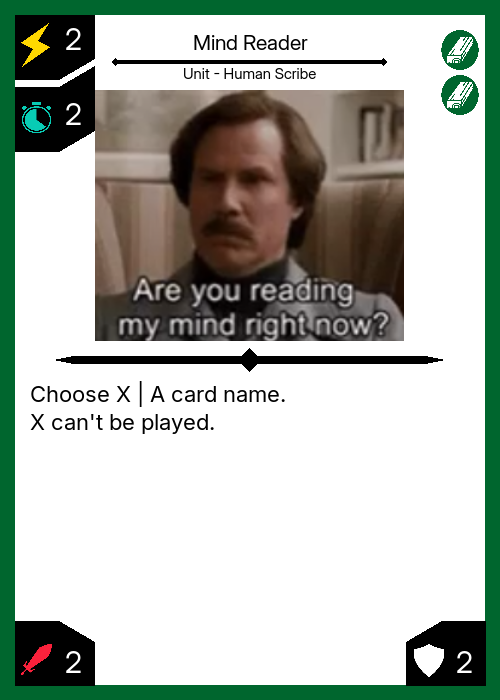 2
Mind Reader
Unit - Human Scribe
2
Are you reading
my mind right now?
Choose X | A card name.
X can't be played.
2
2